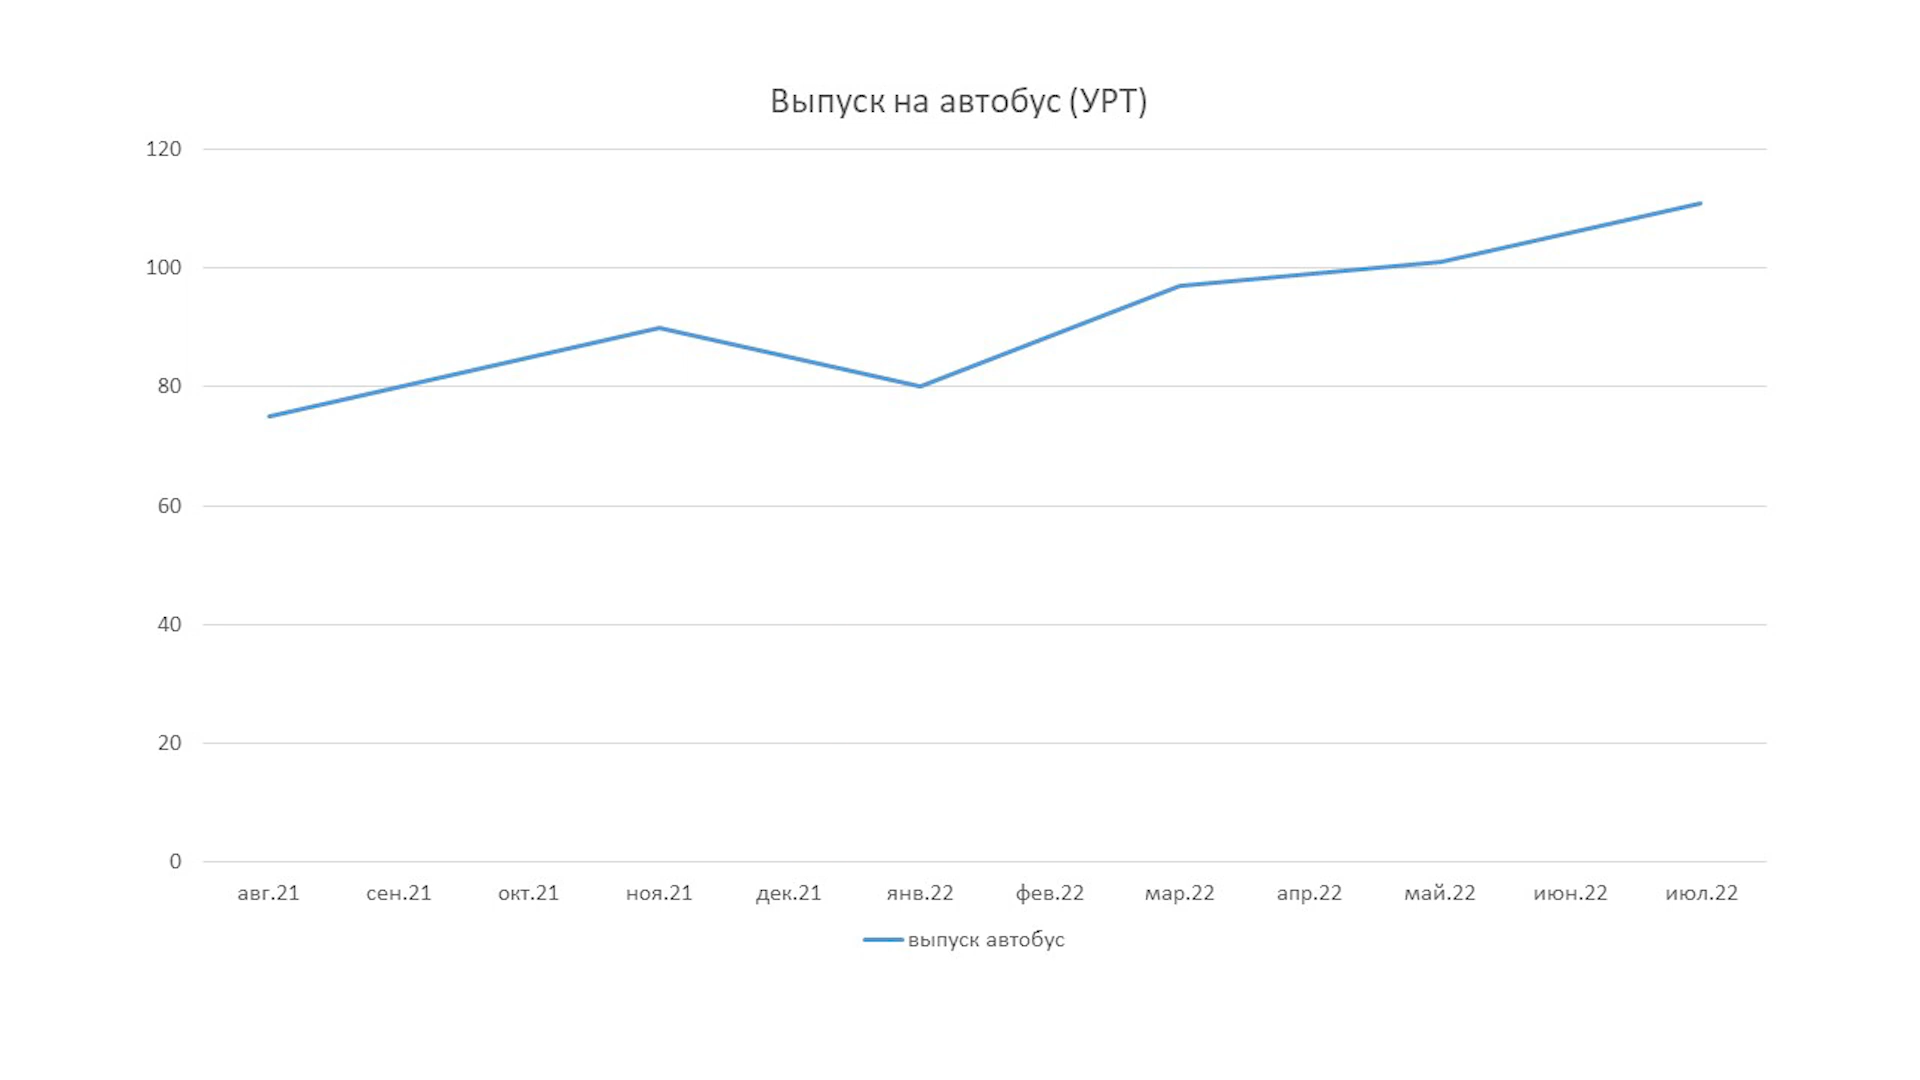 Выпуск на автобус (УРТ)
120
100
80
60
40
20
0
авг.21 сен.21 окт.21 ноя.21 дек.21 янв.22 фев.22 мар.22 апр.22 май.22 июн.22 июл.22
выпуск автобус